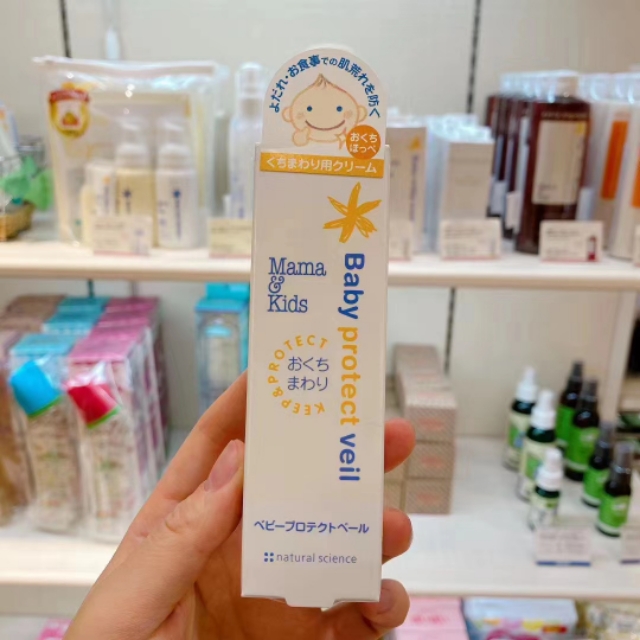 よだれ・お食事での肌荒れを防ぐ
おくち
ほっぺ
くちまわり用クリーム
Mama
&
Kids
Baby protect veil
KEEP&PROTECT
おくち
まわり
ベビープロテクトベール
natural science